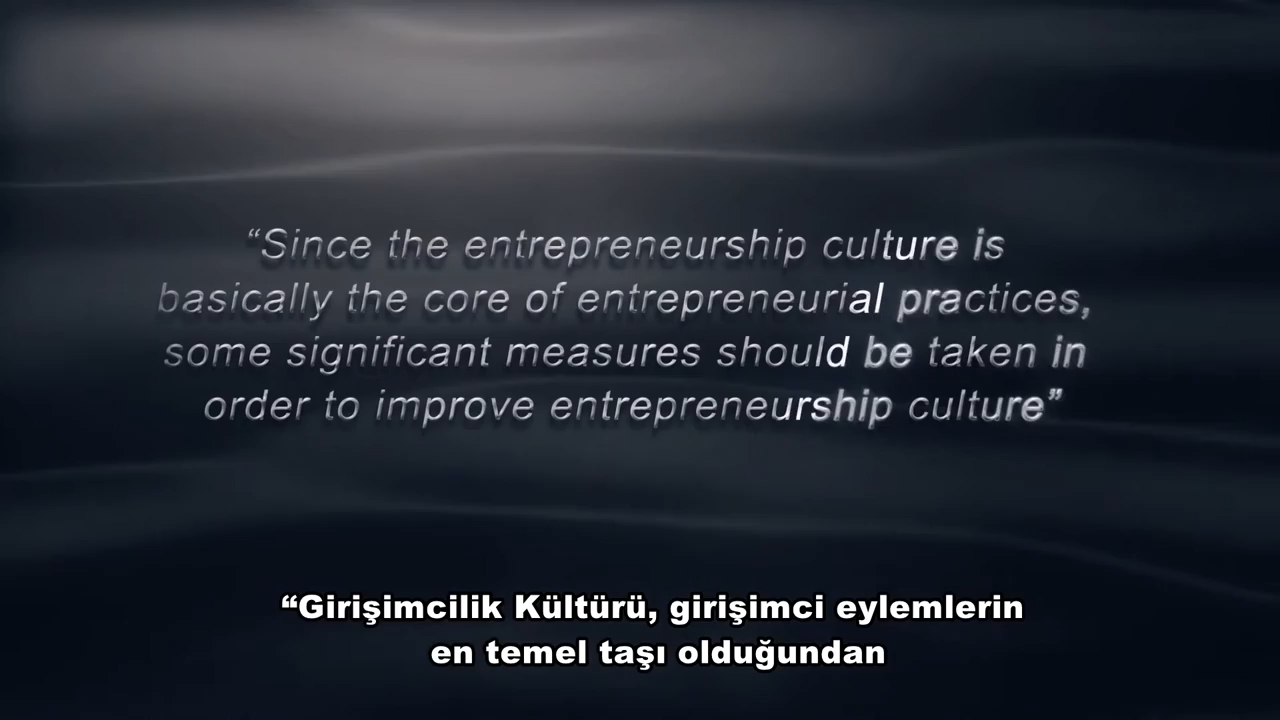 “Since the entrepreneurship culture is
basically the core of entrepreneurial practices,
some significant measures should be taken in
order to improve entrepreneurship culture”
“Girişimcilik Kültürü, girişimci eylemlerin
en temel taşı olduğundan